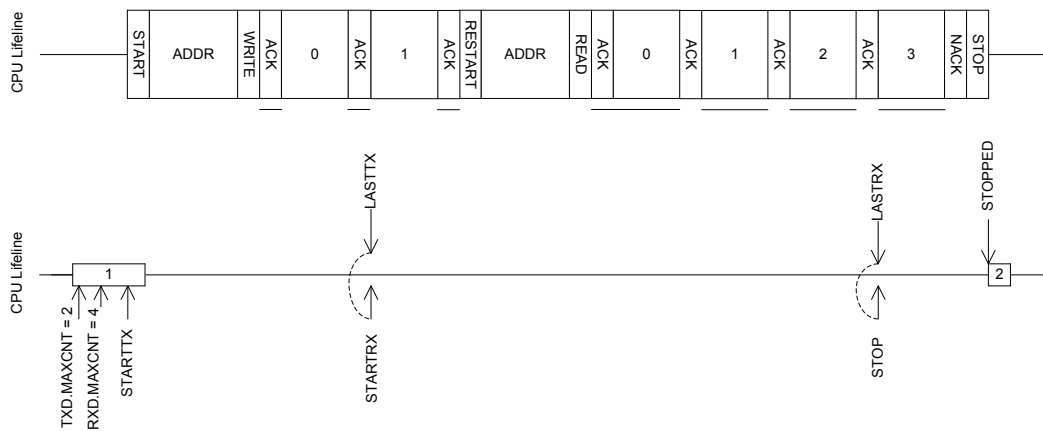 CPU Lifeline
START
ADDR
WRITE
ACK
0
ACK
1
ACK
RESTART
ADDR
READ
ACK
0
ACK
1
ACK
2
ACK
3
NACK
STOP
CPU Lifeline
1
TXD.MAXCNT = 2
RXD.MAXCNT = 4
STARTTX
LASTTX
STARTRX
LASTRX
STOP
STOPPED
2